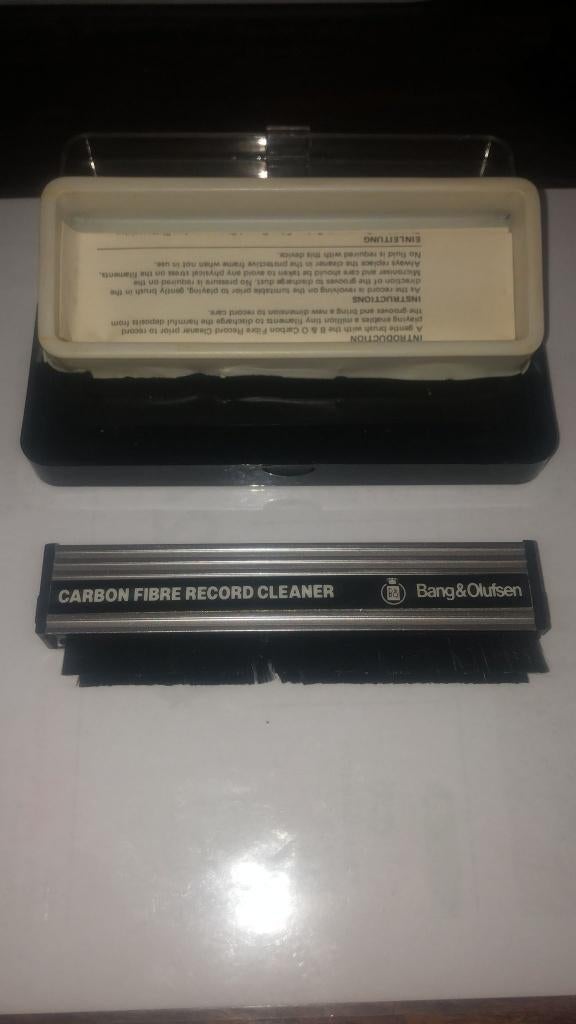 INTRODUCTION
A gentle brush with the B & O Carbon Fibre Record Cleaner prior to record
playing enables a million tiny filaments to discharge the harmful deposits from
the grooves and bring a new dimension to record care.
INSTRUCTIONS
As the record is revolving on the turntable prior to playing, gently brush in the
direction of the grooves to discharge dust. No pressure is required on the
Microniser and care should be taken to avoid any physical stress on the filaments.
Always replace the cleaner in the protective frame when not in use.
No fluid is required with this device.
EINLEITUNG
CARBON FIBRE RECORD CLEANER Bang&Olufsen